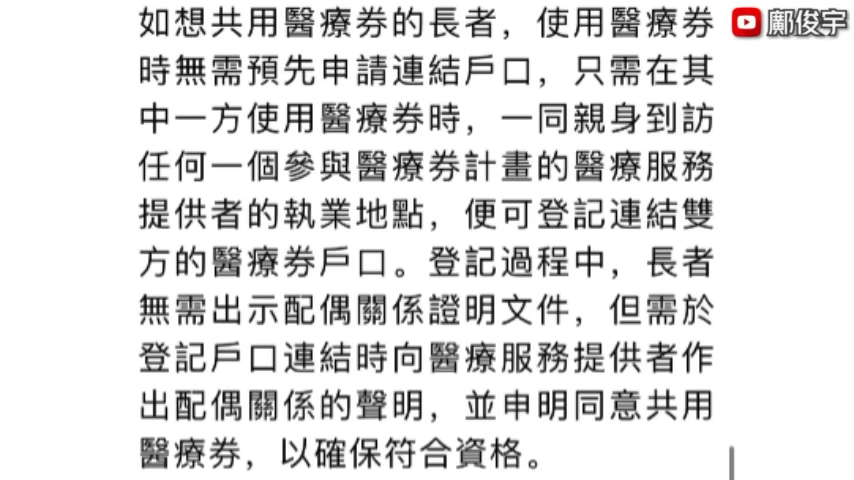 如想共用醫療券的長者，使用醫療券
時無需預先申請連結戶口，只需在其
中一方使用醫療券時，一同親身到訪
任何一個參與醫療券計畫的醫療服務
提供者的執業地點，便可登記連結雙
方的醫療券戶口。登記過程中，長者
無需出示配偶關係證明文件，但需於
登記戶口連結時向醫療服務提供者作
出配偶關係的聲明，並申明同意共用
醫療券，以確保符合資格。
鄺俊宇